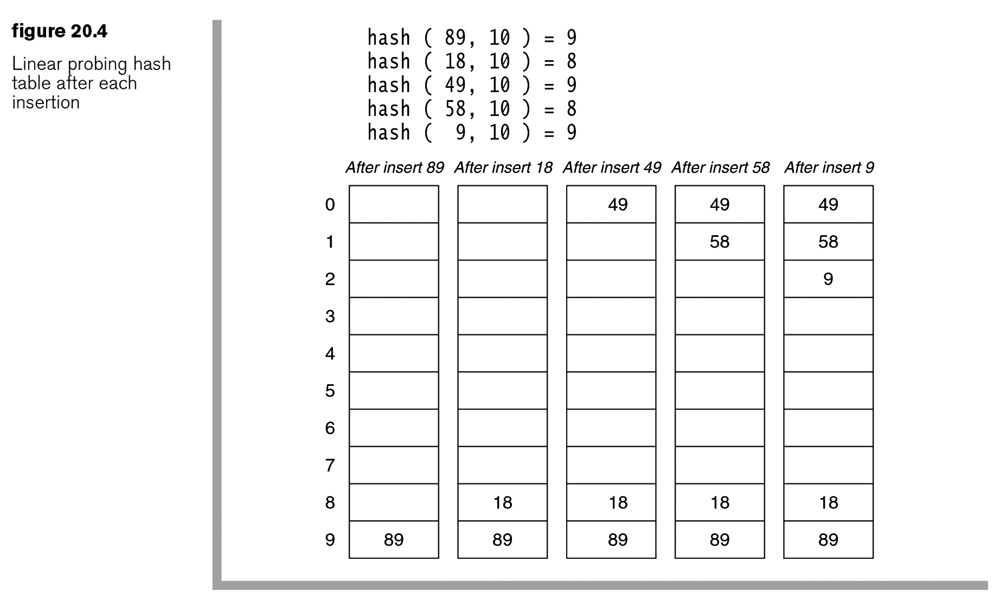 figure 20.4
Linear probing hash
table after each
insertion
hash ( 89, 10 ) = 9
hash ( 18, 10 ) = 8
hash ( 49, 10 ) = 9
hash ( 58, 10 ) = 8
hash (  9, 10 ) = 9
After insert 89 After insert 18 After insert 49 After insert 58 After insert 9
0 49 49 49
1 58 58
2 9
3
4
5
6
7
8 18 18 18 18
9 89 89 89 89 89